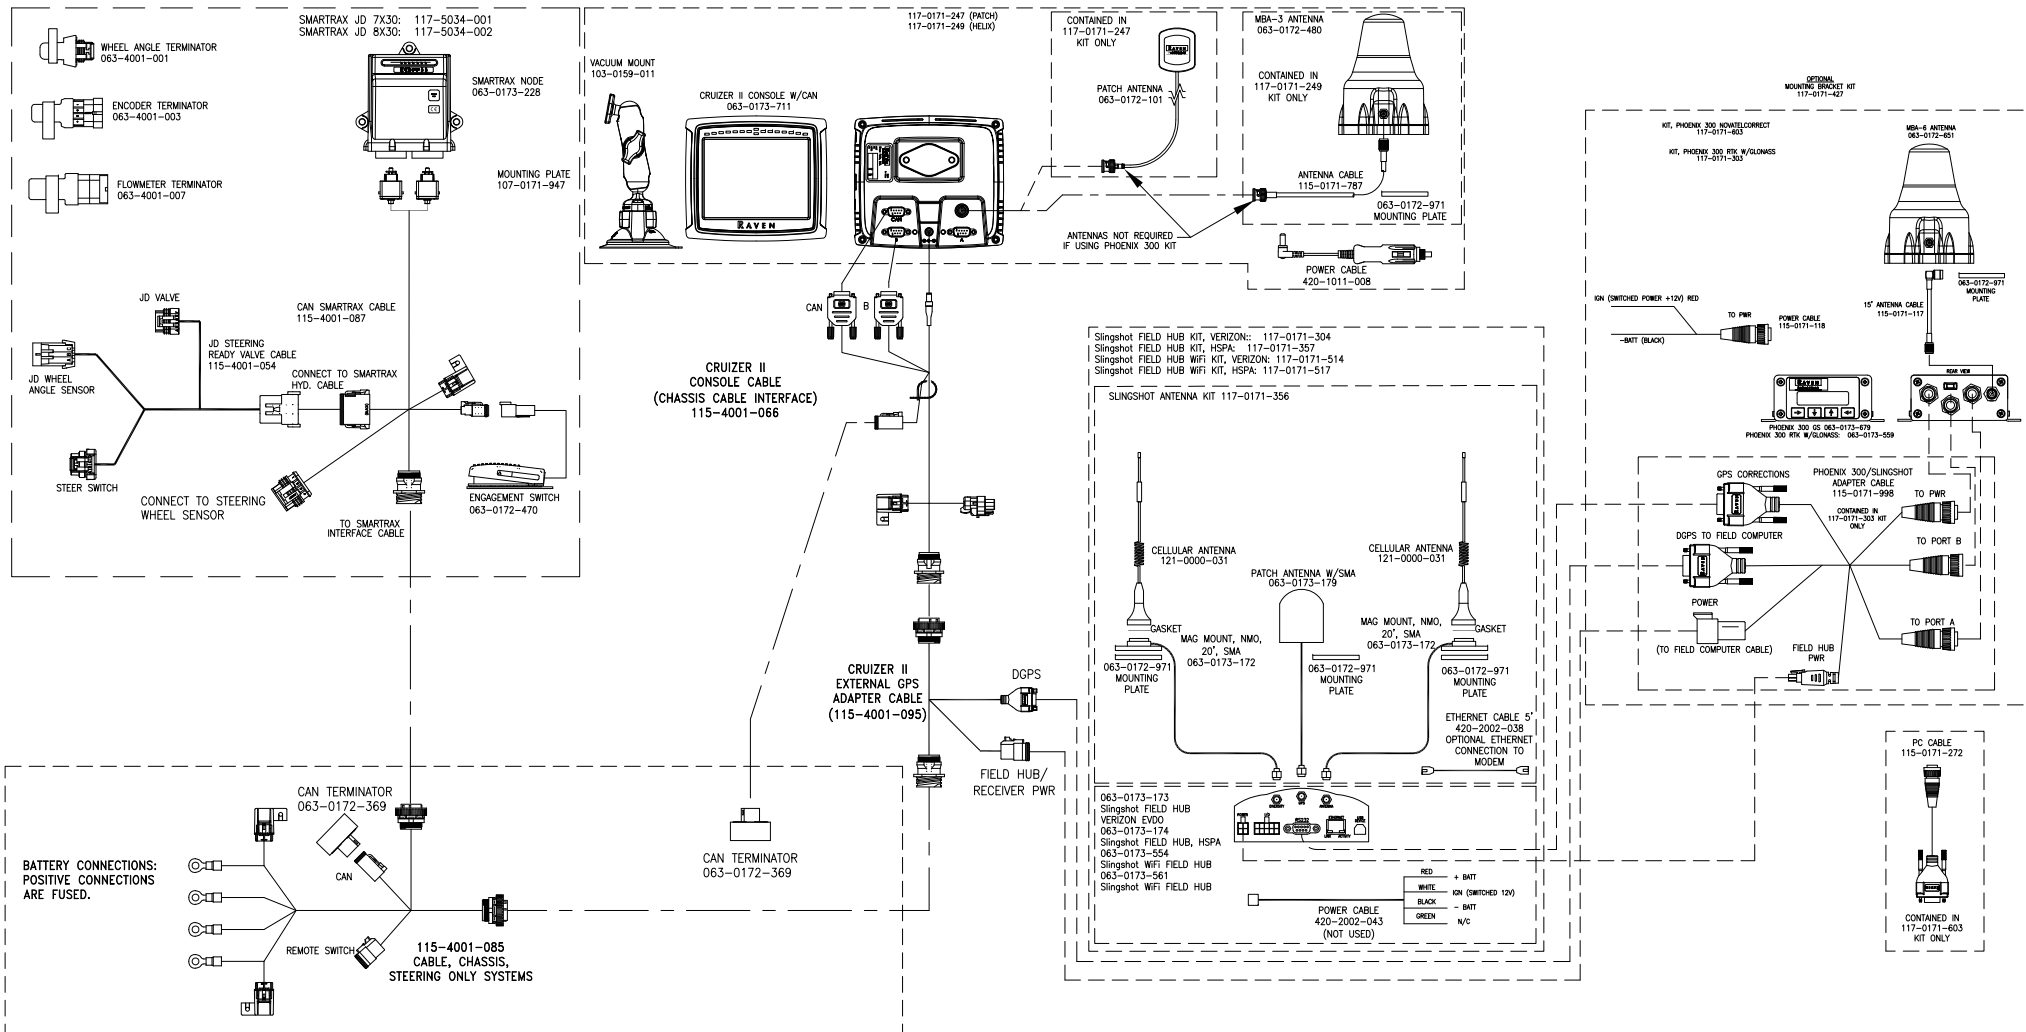 SMARTRAX JD 7X30: 117-5034-001
SMARTRAX JD 8X30: 117-5034-002
WHEEL ANGLE TERMINATOR
063-4001-001
ENCODER TERMINATOR
063-4001-003
FLOWMETER TERMINATOR
063-4001-007
SMARTRAX NODE
063-0173-228
MOUNTING PLATE
107-0171-947
JD VALVE
CAN SMARTRAX CABLE
115-4001-087
JD STEERING
READY VALVE CABLE
115-4001-054
JD WHEEL
ANGLE SENSOR
CONNECT TO SMARTRAX
HYD. CABLE
STEER SWITCH
CONNECT TO STEERING
WHEEL SENSOR
ENGAGEMENT SWITCH
063-0172-470
TO SMARTRAX
INTERFACE CABLE
117-0171-247 (PATCH)
117-0171-249 (HELIX)
VACUUM MOUNT
103-0159-011
CRUIZER II CONSOLE W/CAN
063-0173-711
RAVEN
CAN
B
A
CONTAINED IN
117-0171-247
KIT ONLY
RAVEN
PATCH ANTENNA
063-0172-101
MBA-3 ANTENNA
063-0172-480
CONTAINED IN
117-0171-249
KIT ONLY
ANTENNA CABLE
115-0171-787
063-0172-971
MOUNTING PLATE
ANTENNAS NOT REQUIRED
IF USING PHOENIX 300 KIT
POWER CABLE
420-1011-008
CAN
B
CRUIZER II
CONSOLE CABLE
(CHASSIS CABLE INTERFACE)
115-4001-066
CRUIZER II
EXTERNAL GPS
ADAPTER CABLE
(115-4001-095)
DGPS
FIELD HUB/
RECEIVER PWR
CAN TERMINATOR
063-0172-369
CAN TERMINATOR
063-0172-369
CAN
REMOTE SWITCH
BATTERY CONNECTIONS:
POSITIVE CONNECTIONS
ARE FUSED.
115-4001-085
CABLE, CHASSIS,
STEERING ONLY SYSTEMS
Slingshot FIELD HUB KIT, VERIZON:: 117-0171-304
Slingshot FIELD HUB KIT, HSPA: 117-0171-357
Slingshot FIELD HUB WiFi KIT, VERIZON: 117-0171-514
Slingshot FIELD HUB WiFi KIT, HSPA: 117-0171-517
SLINGSHOT ANTENNA KIT 117-0171-356
CELLULAR ANTENNA
121-0000-031
CELLULAR ANTENNA
121-0000-031
PATCH ANTENNA W/SMA
063-0173-179
GASKET
MAG MOUNT, NMO,
20', SMA
063-0173-172
MAG MOUNT, NMO,
20', SMA
063-0173-172
GASKET
063-0172-971
MOUNTING
PLATE
063-0172-971
MOUNTING
PLATE
063-0172-971
MOUNTING
PLATE
ETHERNET CABLE 5'
420-2002-038
OPTIONAL ETHERNET
CONNECTION TO
MODEM
063-0173-173
Slingshot FIELD HUB
VERIZON EVDO
063-0173-174
Slingshot FIELD HUB, HSPA
063-0173-554
Slingshot WiFi FIELD HUB
063-0173-561
Slingshot WiFi FIELD HUB
DIVERSITY
GPS
ANTENNA
POWER
RS232
ETHERNET
LINK
ACTIVITY
RED
+ BATT
WHITE
IGN (SWITCHED 12V)
BLACK
- BATT
GREEN
N/C
POWER CABLE
420-2002-043
(NOT USED)
OPTIONAL
MOUNTING BRACKET KIT
117-0171-427
KIT, PHOENIX 300 NOVATELCORRECT
117-0171-603
KIT, PHOENIX 300 RTK W/GLONASS
117-0171-303
MBA-6 ANTENNA
063-0172-651
063-0172-971
MOUNTING
PLATE
IGN (SWITCHED POWER +12V) RED
TO PWR
POWER CABLE
115-0171-118
-BATT (BLACK)
15' ANTENNA CABLE
115-0171-117
RAVEN
REAR VIEW
PHOENIX 300 GS 063-0173-679
PHOENIX 300 RTK W/GLONASS: 063-0173-559
GPS CORRECTIONS
PHOENIX 300/SLINGSHOT
ADAPTER CABLE
115-0171-998
CONTAINED IN
117-0171-303 KIT
ONLY
TO PWR
DGPS TO FIELD COMPUTER
TO PORT B
POWER
TO PORT A
(TO FIELD COMPUTER CABLE)
FIELD HUB
PWR
PC CABLE
115-0171-272
CONTAINED IN
117-0171-603
KIT ONLY